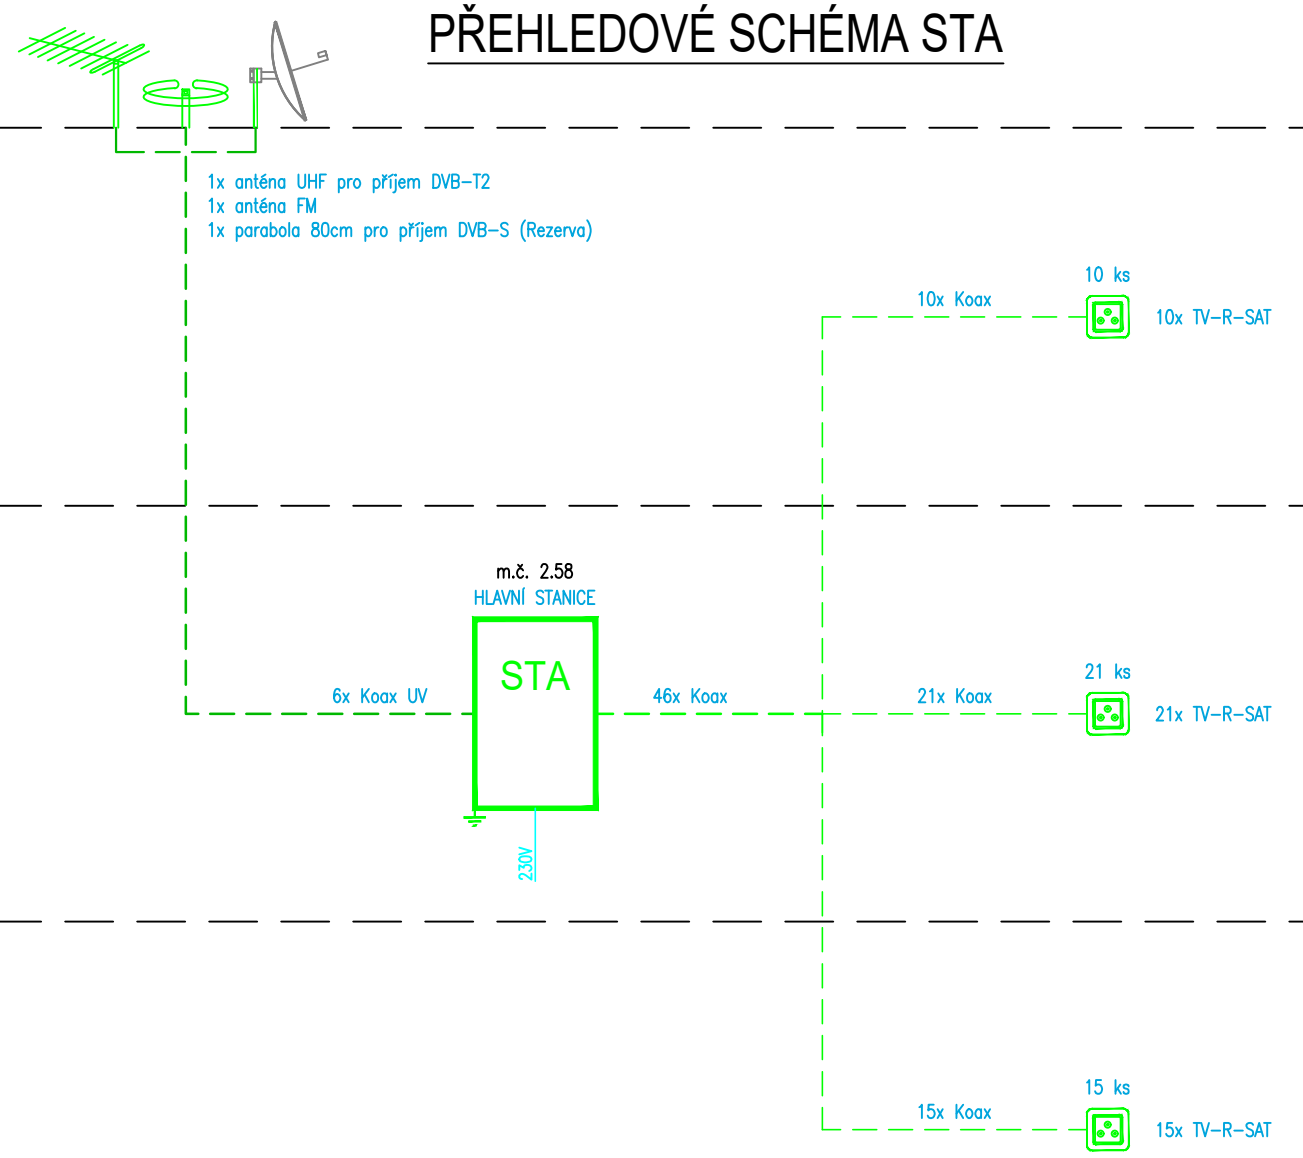 PŘEHLEDOVÉ SCHÉMA STA
1x anténa UHF pro příjem DVB-T2
1x anténa FM
1x parabola 80cm pro příjem DVB-S (Rezerva)
10 ks
10x Koax
10x TV-R-SAT
m.č. 2.58
HLAVNÍ STANICE
STA
6x Koax UV
46x Koax
21 ks
21x Koax
21x TV-R-SAT
230V
15 ks
15x Koax
15x TV-R-SAT